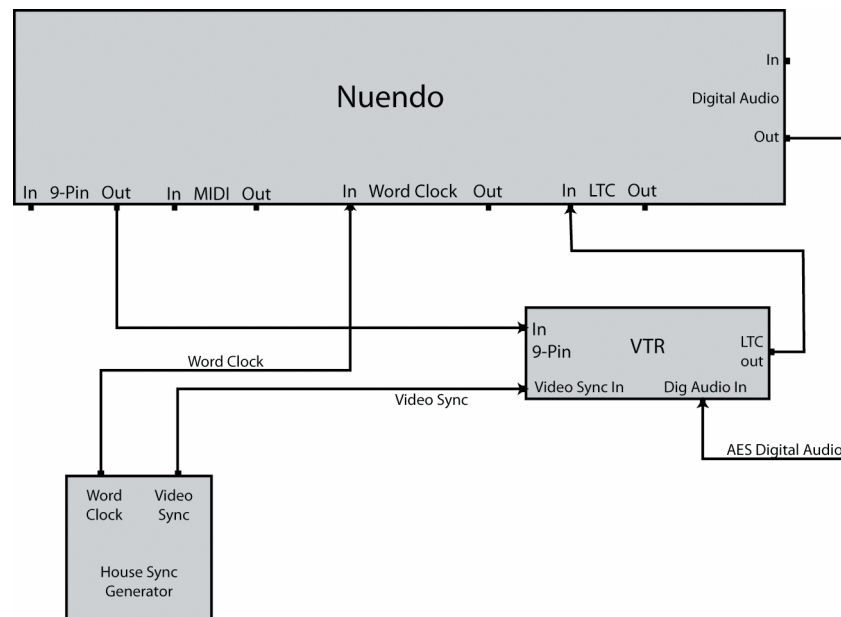 Nuendo
In
Digital Audio
Out
In 9-Pin Out In MIDI Out In Word Clock Out In LTC Out
In
9-Pin
VTR
LTC
out
Video Sync In Dig Audio In
Word Clock
Video Sync
AES Digital Audio
Word
Clock
Video
Sync
House Sync
Generator